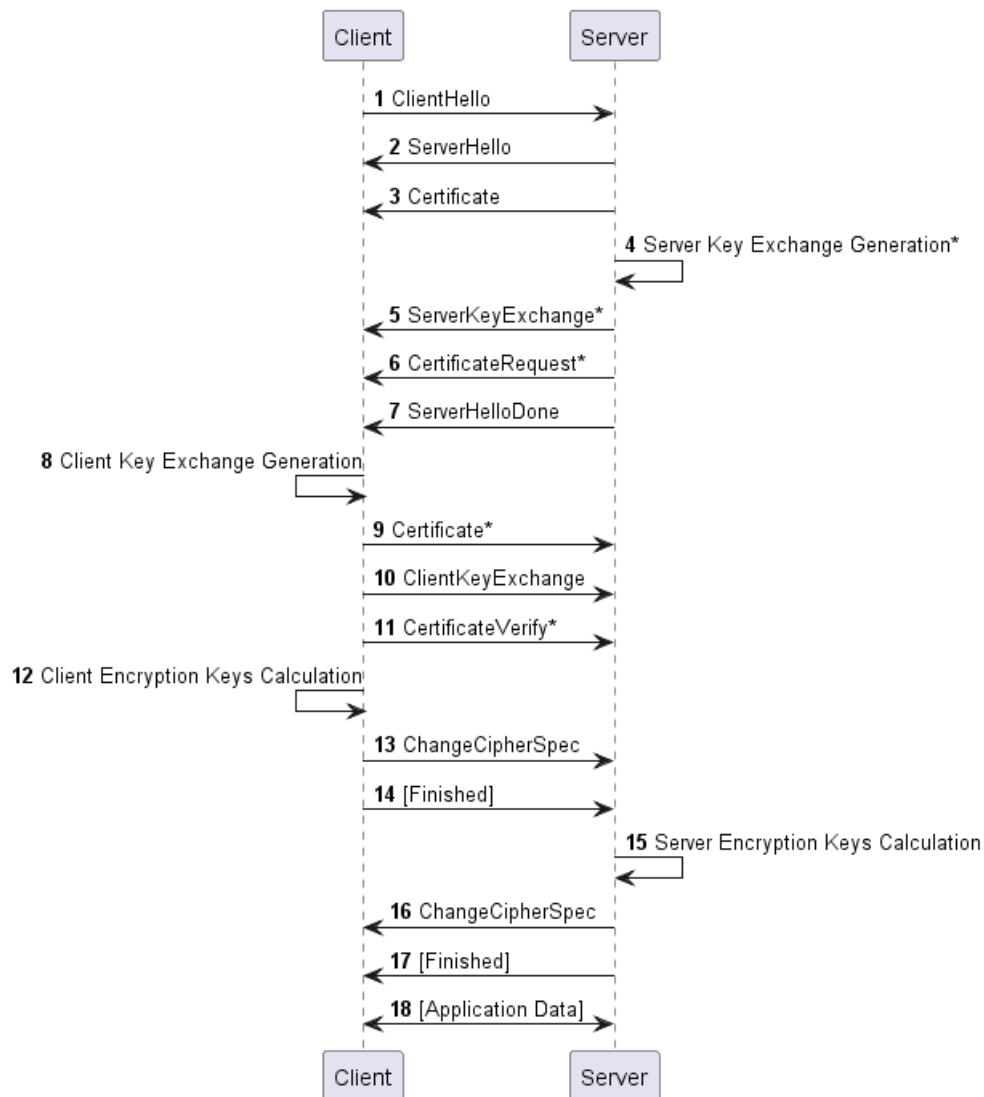 Client Server
1 ClientHello
2 ServerHello
3 Certificate
4 Server Key Exchange Generation*
5 ServerKeyExchange*
6 CertificateRequest*
7 ServerHelloDone
8 Client Key Exchange Generation
9 Certificate*
10 ClientKeyExchange
11 CertificateVerify*
12 Client Encryption Keys Calculation
13 ChangeCipherSpec
14 [Finished]
15 Server Encryption Keys Calculation
16 ChangeCipherSpec
17 [Finished]
18 [Application Data]
Client Server